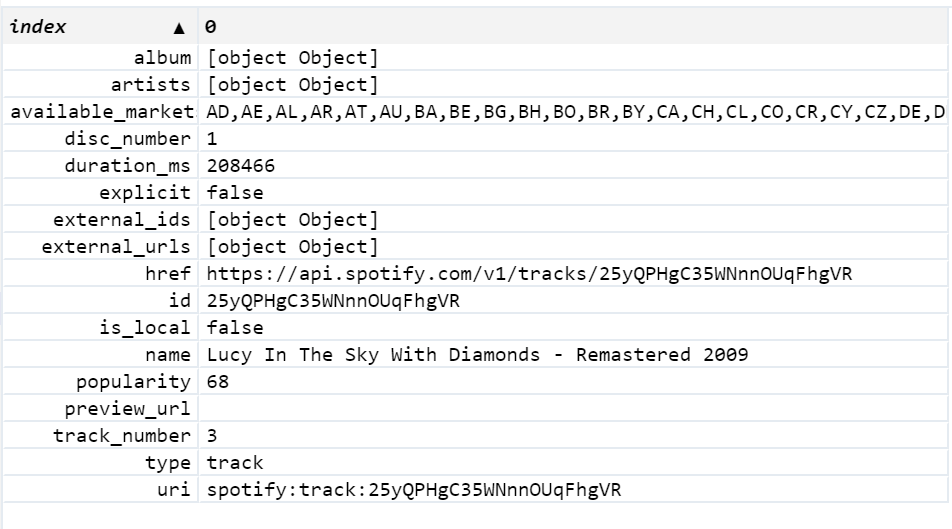 index ▲ 0
album [object Object]
artists [object Object]
available_market AD,AE,AL,AR,AT,AU,BA,BE,BG,BH,BO,BR,BY,CA,CH,CL,CO,CR,CY,CZ,DE,D
disc_number 1
duration_ms 208466
explicit false
external_ids [object Object]
external_urls [object Object]
href https://api.spotify.com/v1/tracks/25yQPHgC35WNnnOUqFhgVR
id 25yQPHgC35WNnnOUqFhgVR
is_local false
name Lucy In The Sky With Diamonds - Remastered 2009
popularity 68
preview_url
track_number 3
type track
uri spotify:track:25yQPHgC35WNnnOUqFhgVR